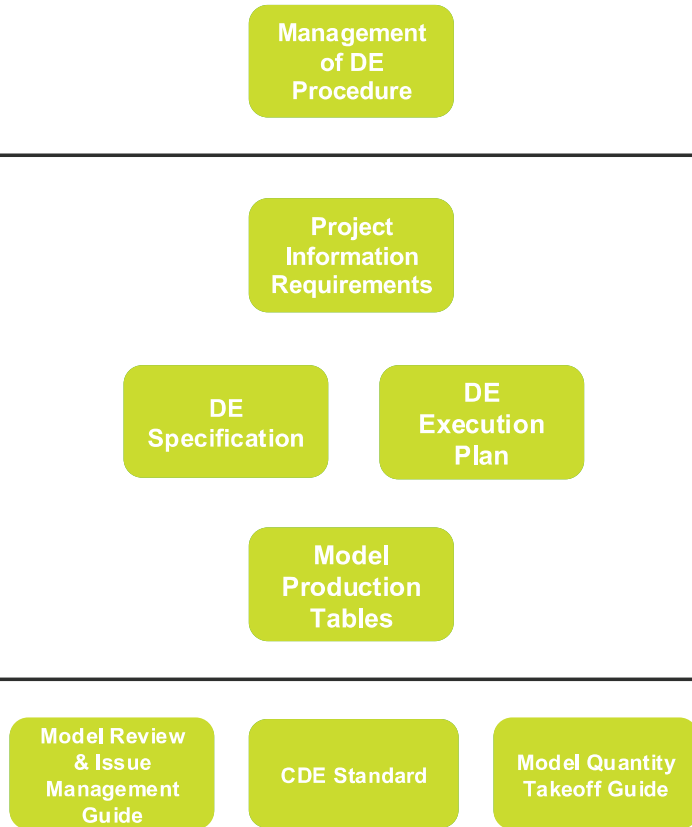 Management
of DE
Procedure
Project
Information
Requirements
DE
Specification
DE
Execution
Plan
Model
Production
Tables
Model Review
& Issue
Management
Guide
CDE Standard
Model Quantity
Takeoff Guide